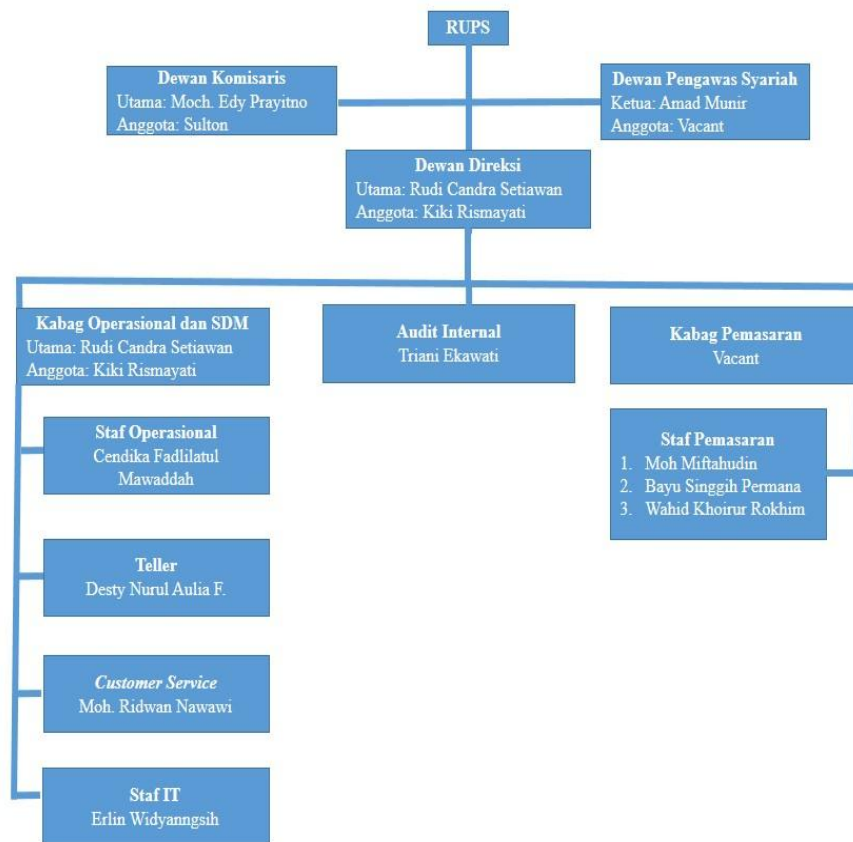 RUPS
Dewan Komisaris
Utama: Moch. Edy Prayitno
Anggota: Sulton
Dewan Pengawas Syariah
Ketua: Amad Munir
Anggota: Vacant
Dewan Direksi
Utama: Rudi Candra Setiawan
Anggota: Kiki Rismayati
Kabag Operasional dan SDM
Utama: Rudi Candra Setiawan
Anggota: Kiki Rismayati
Audit Internal
Triani Ekawati
Kabag Pemasaran
Vacant
Staf Operasional
Cendika Fadlilatul
Mawaddah
Staf Pemasaran
1. Moh Miftahudin
2. Bayu Singgih Permana
3. Wahid Khoirur Rokhim
Teller
Desty Nurul Aulia F.
Customer Service
Moh. Ridwan Nawawi
Staf IT
Erlin Widyanngsih